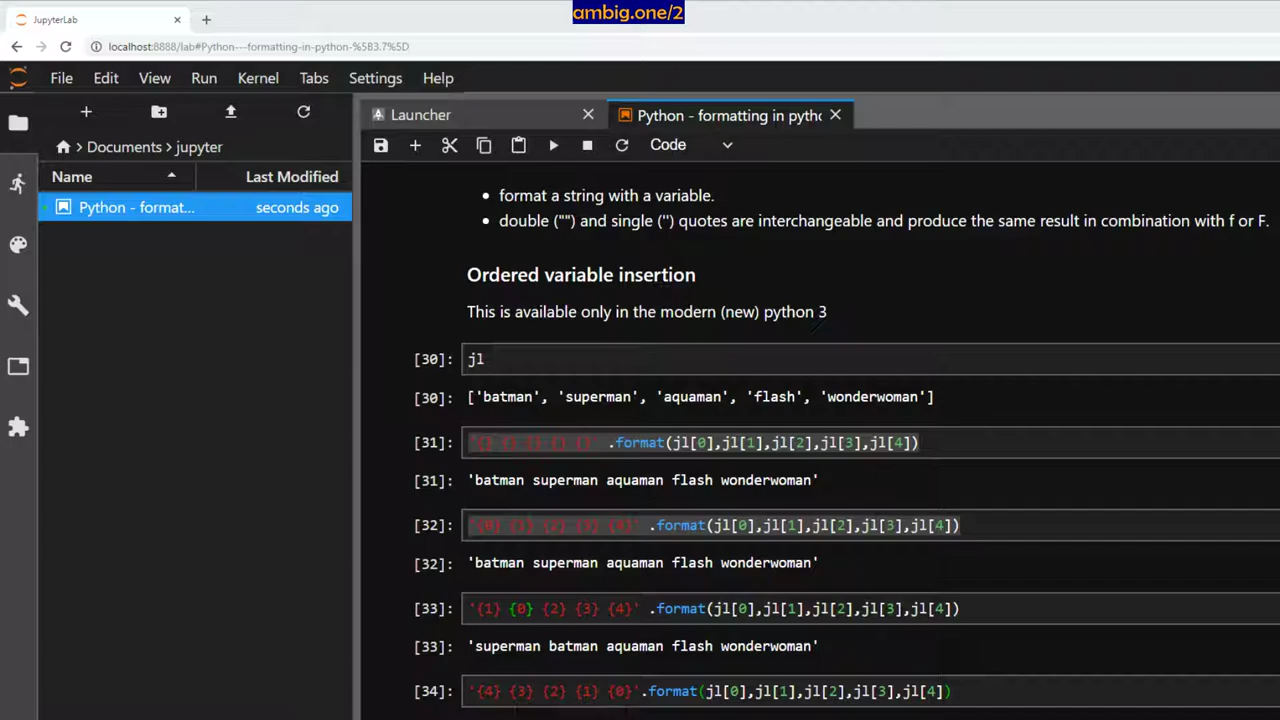 ambig.one/2
JupyterLab
localhost:8888/lab#Python---formatting-in-python-%5B3.7%5D
File Edit View Run Kernel Tabs Settings Help
Launcher
Python - formatting in pytho
Documents > jupyter
Code
Name Last Modified
Python - format... seconds ago
• format a string with a variable.
• double ("") and single ('') quotes are interchangeable and produce the same result in combination with f or F.
Ordered variable insertion
This is available only in the modern (new) python 3
[30]: jl
[30]: ['batman', 'superman', 'aquaman', 'flash', 'wonderwoman']
[31]: '{} {} {} {} {}' .format(jl[0],jl[1],jl[2],jl[3],jl[4])
[31]: 'batman superman aquaman flash wonderwoman'
[32]: '{0} {1} {2} {3} {4}' .format(jl[0],jl[1],jl[2],jl[3],jl[4])
[32]: 'batman superman aquaman flash wonderwoman'
[33]: '{1} {0} {2} {3} {4}' .format(jl[0],jl[1],jl[2],jl[3],jl[4])
[33]: 'superman batman aquaman flash wonderwoman'
[34]: '{4} {3} {2} {1} {0}'.format(jl[0],jl[1],jl[2],jl[3],jl[4])